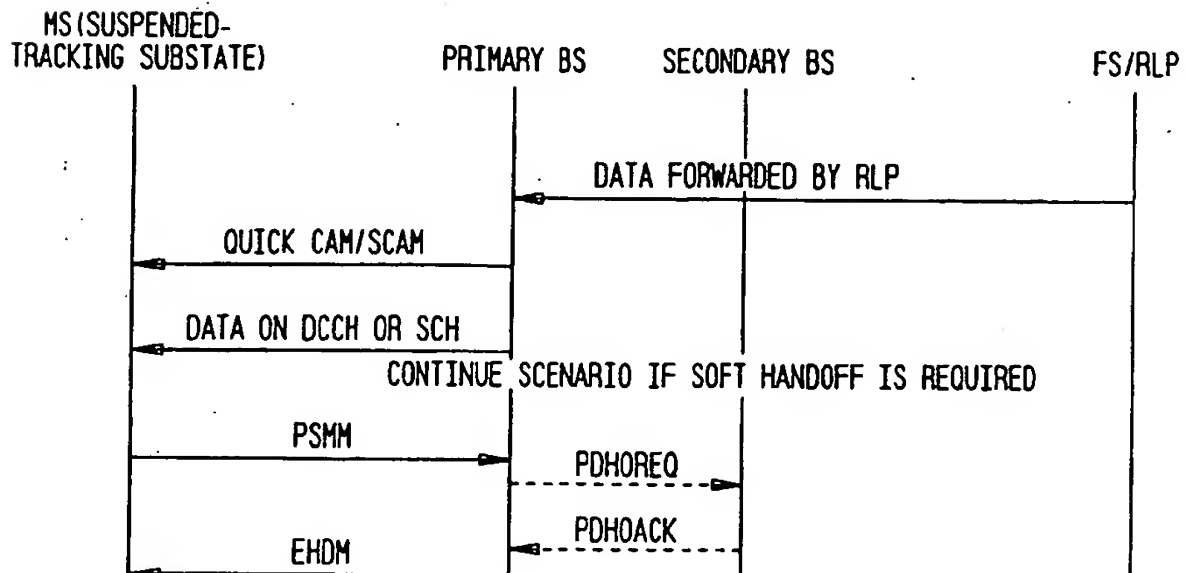 MS(SUSPENDED-
TRACKING SUBSTATE)
PRIMARY BS
SECONDARY BS
FS/RLP
DATA FORWARDED BY RLP
QUICK CAM/SCAM
DATA ON DCCH OR SCH
CONTINUE SCENARIO IF SOFT HANDOFF IS REQUIRED
PSMM
PDHOREQ
PDHOACK
EHDM